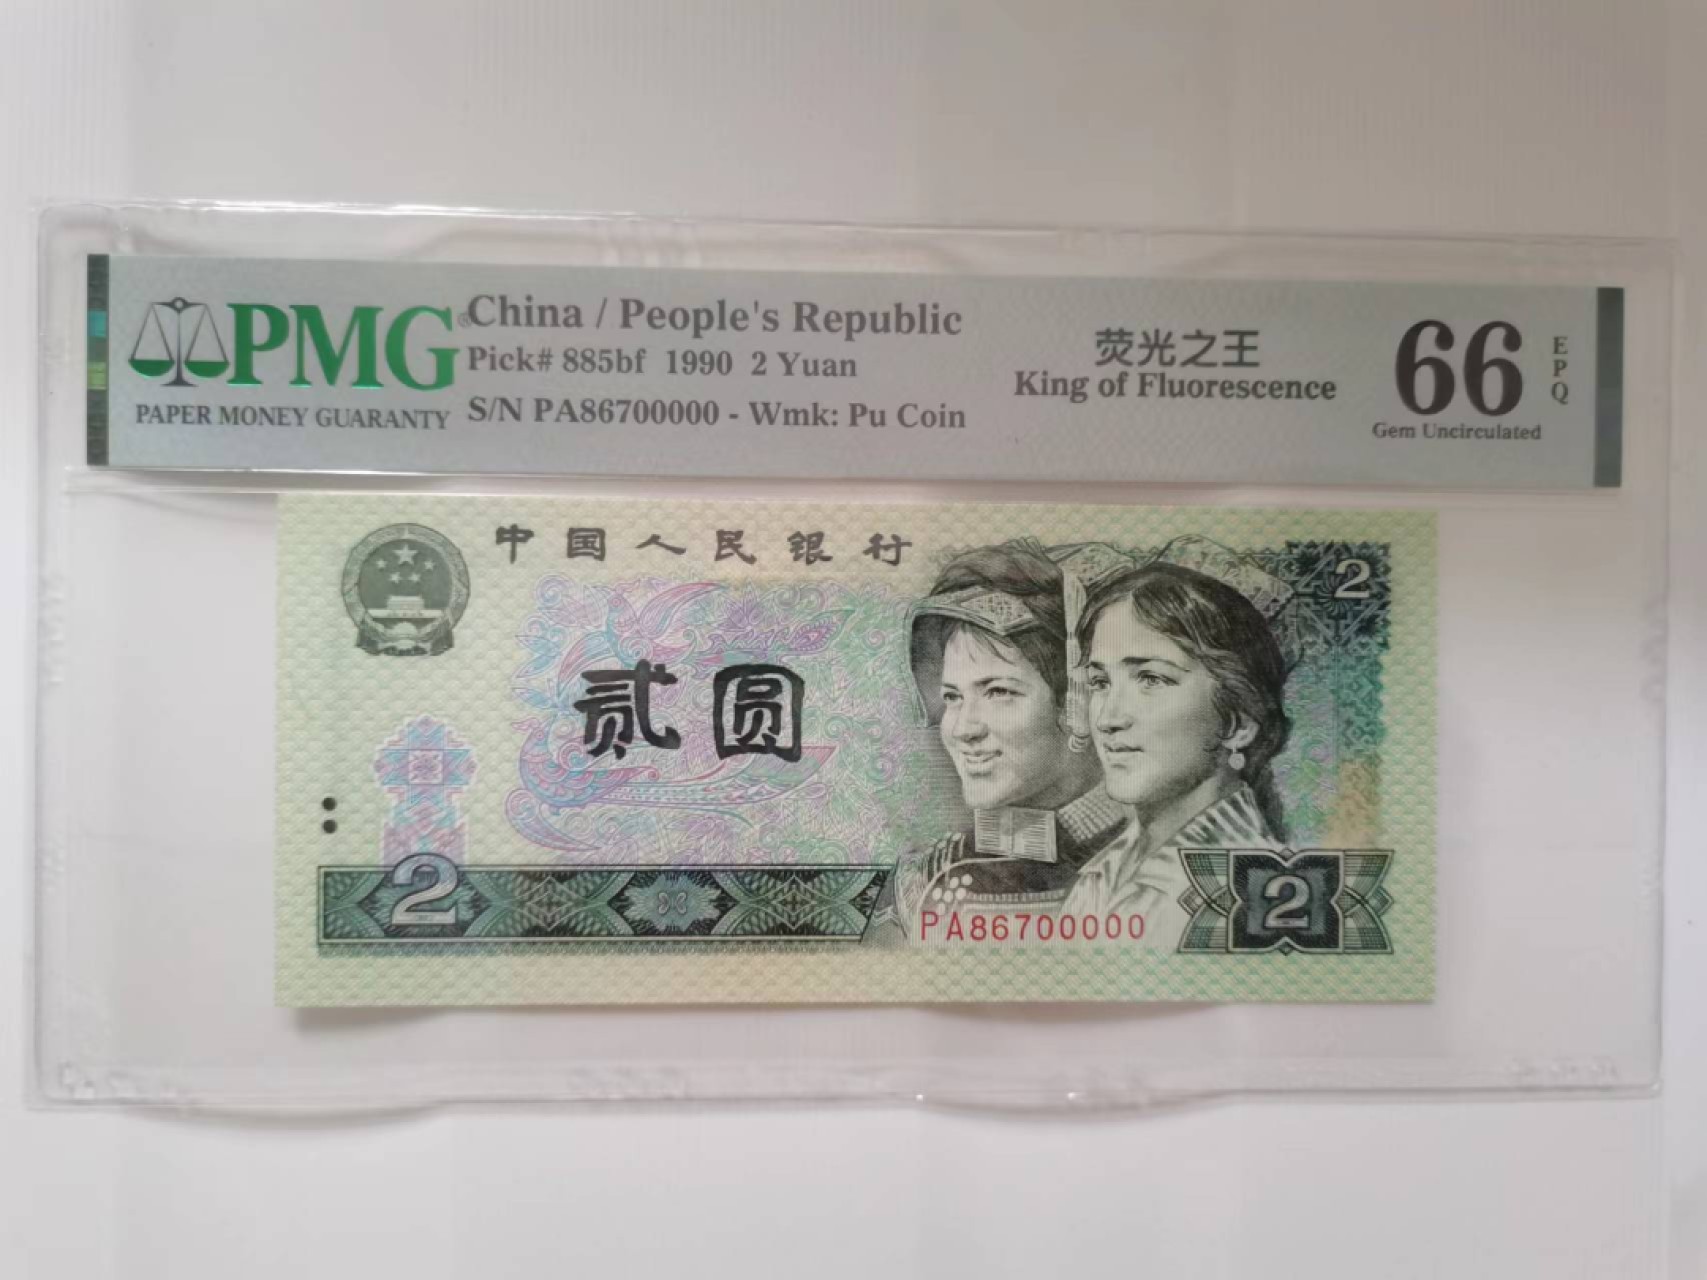 PMG® China / People's Republic
Pick# 885bf 1990 2 Yuan
PAPER MONEY GUARANTY S/N PA86700000 - Wmk: Pu Coin
荧光之王
King of Fluorescence
66 EPQ
Gem Uncirculated
中国人民银行
2
贰圆
2
PA86700000
2